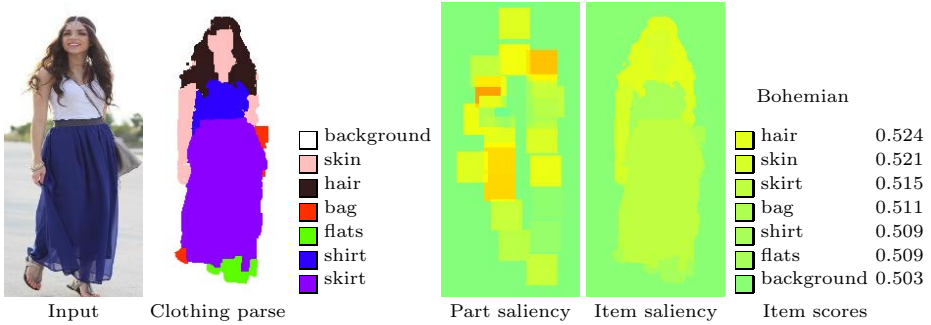 Bohemian
background
skin
hair
bag
flats
shirt
skirt
hair 0.524
skin 0.521
skirt 0.515
bag 0.511
shirt 0.509
flats 0.509
background 0.503
Input
Clothing parse
Part saliency
Item saliency
Item scores